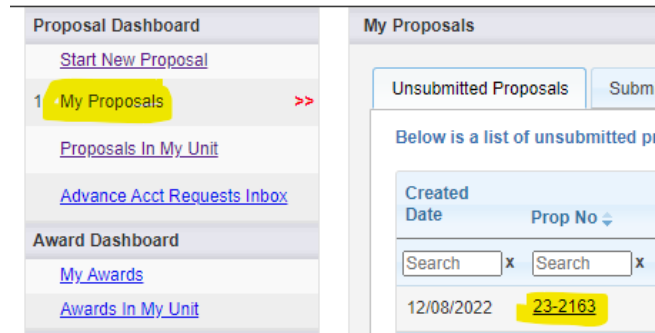 Proposal Dashboard
Start New Proposal
1 My Proposals >>
Proposals In My Unit
Advance Acct Requests Inbox
Award Dashboard
My Awards
Awards In My Unit
My Proposals
Unsubmitted Proposals Subm
Below is a list of unsubmitted pr
Created
Date Prop No
Search x Search x
12/08/2022 23-2163